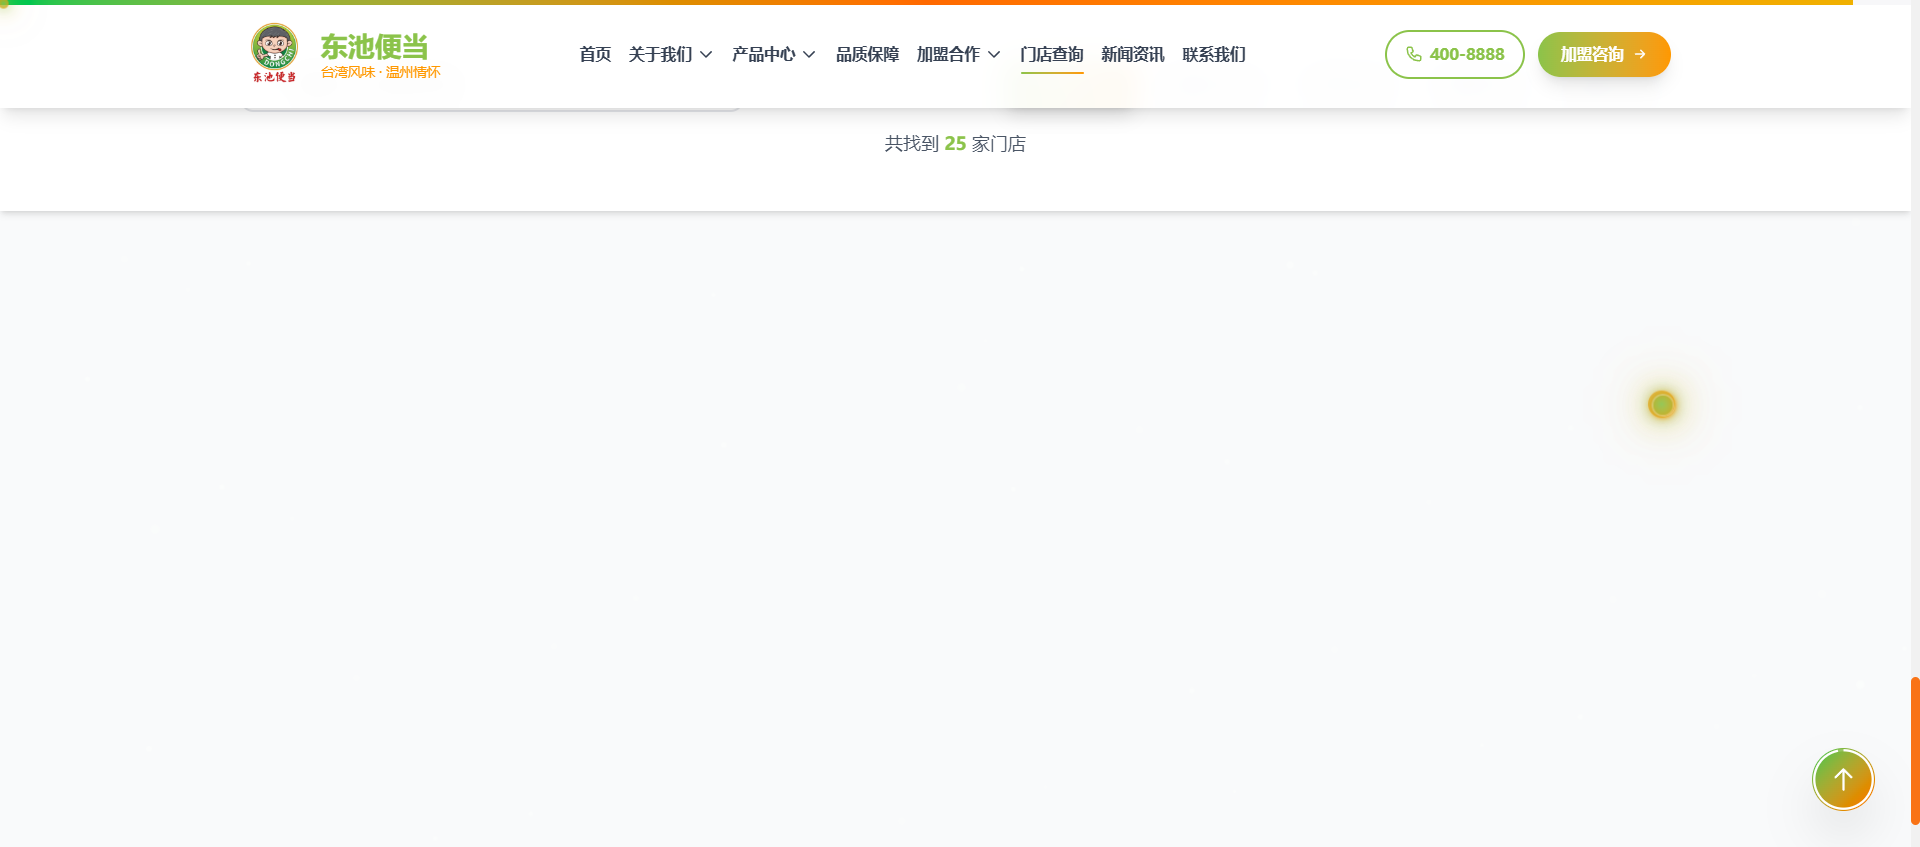 DONGCHI
东池便当
东池便当
台湾风味 · 温州情怀
首页 关于我们 产品中心 品质保障 加盟合作 门店查询 新闻资讯 联系我们
400-8888
加盟咨询
共找到 25 家门店